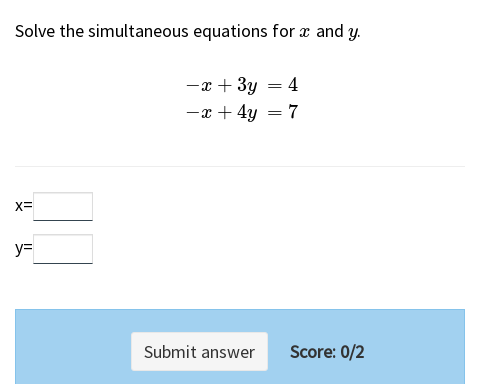 Solve the simultaneous equations for x and y.
−x + 3y = 4
−x + 4y = 7
x=
y=
Submit answer Score: 0/2